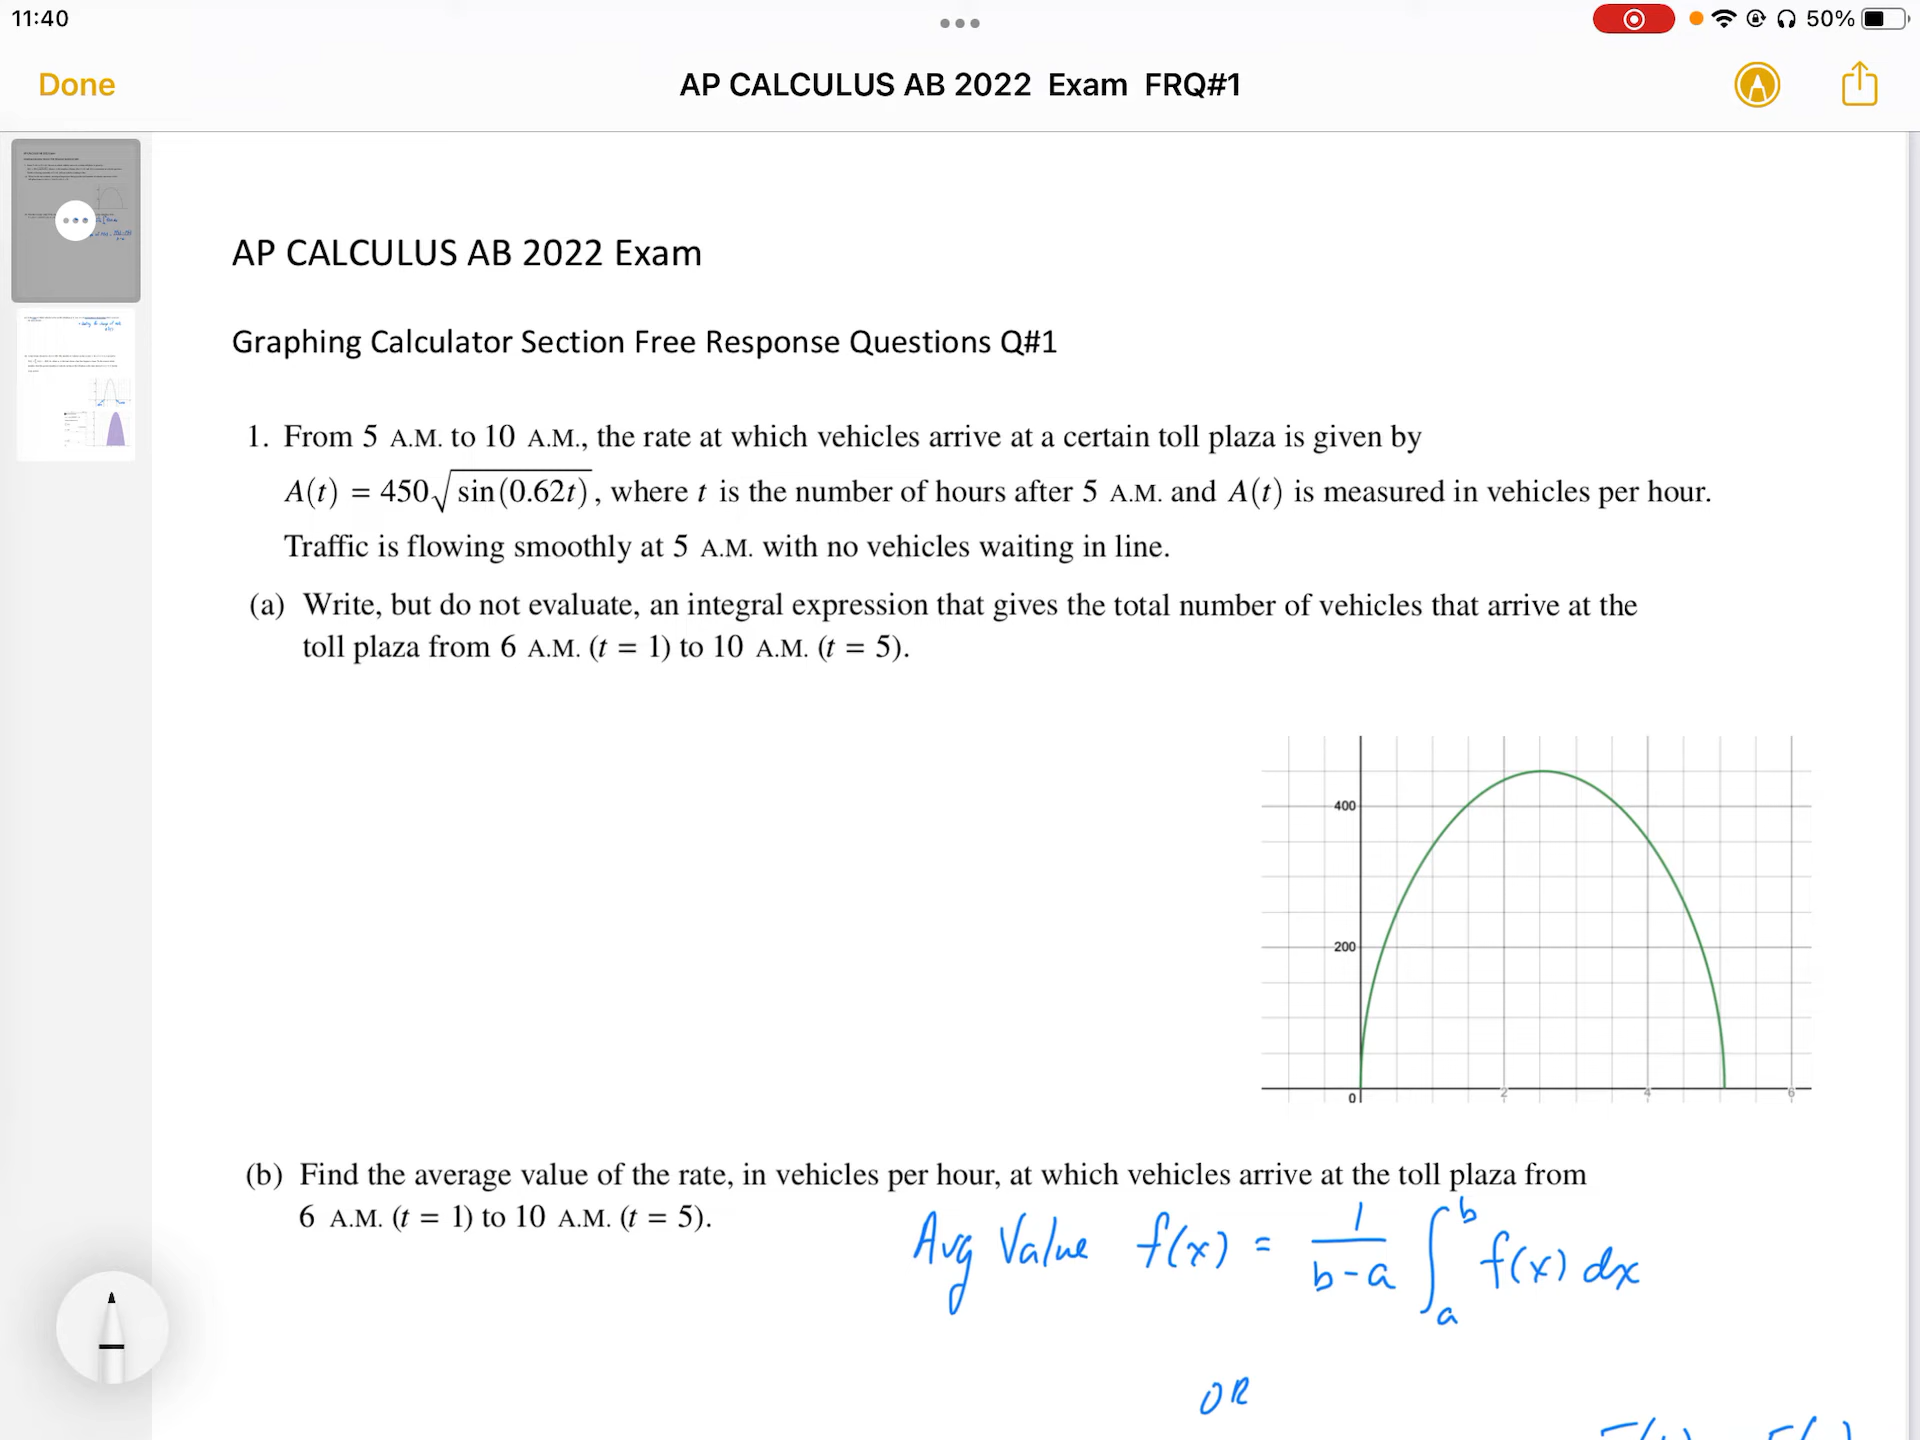 11:40
50%
Done
AP CALCULUS AB 2022 Exam FRQ#1
AP CALCULUS AB 2022 Exam
Graphing Calculator Section Free Response Questions Q#1
1. From 5 A.M. to 10 A.M., the rate at which vehicles arrive at a certain toll plaza is given by
A(t) = 450√sin(0.62t), where t is the number of hours after 5 A.M. and A(t) is measured in vehicles per hour.
Traffic is flowing smoothly at 5 A.M. with no vehicles waiting in line.
(a) Write, but do not evaluate, an integral expression that gives the total number of vehicles that arrive at the
toll plaza from 6 A.M. (t = 1) to 10 A.M. (t = 5).
400
200
0 2 4 6
(b) Find the average value of the rate, in vehicles per hour, at which vehicles arrive at the toll plaza from
6 A.M. (t = 1) to 10 A.M. (t = 5).
Avg Value f(x) = 1/(b-a) ∫_a^b f(x) dx
OR